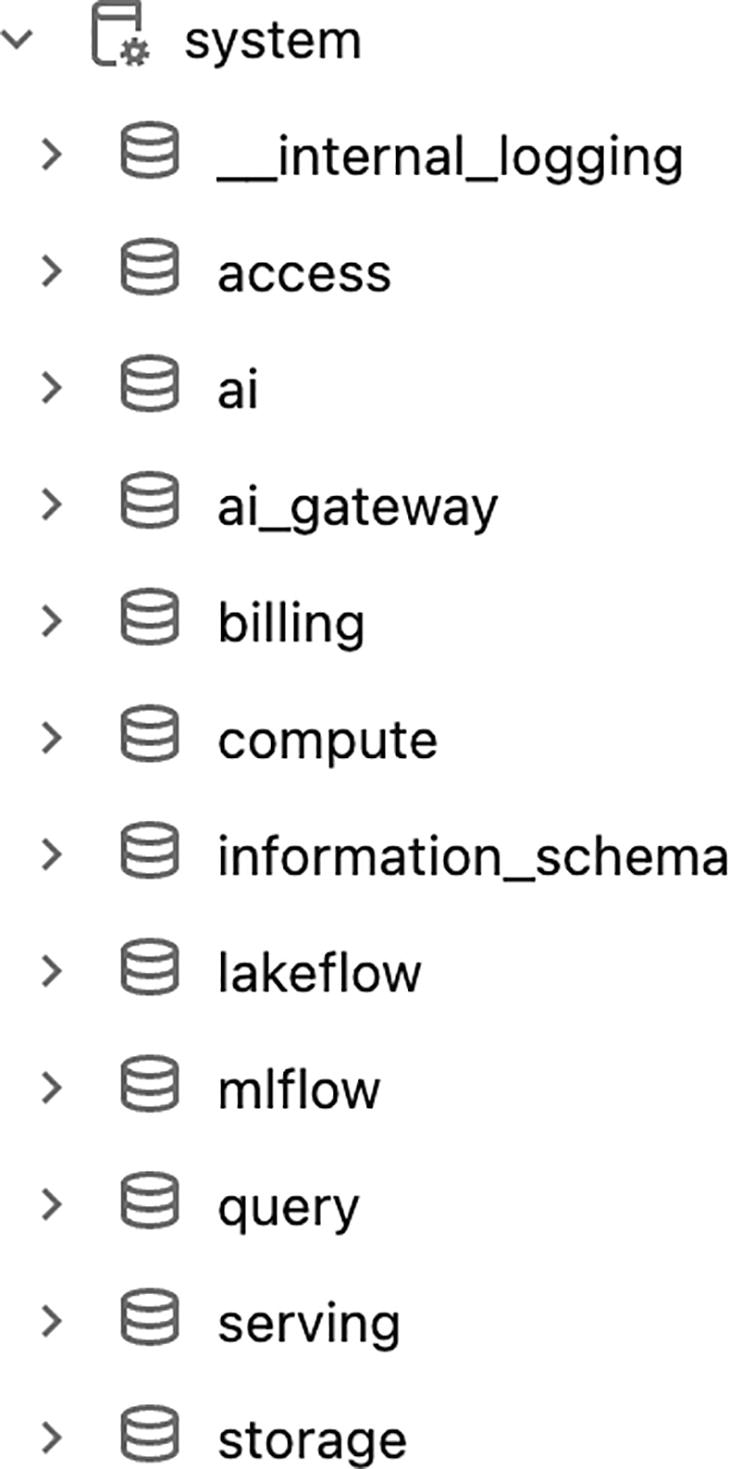 system
__internal_logging
access
ai
ai_gateway
billing
compute
information_schema
lakeflow
mlflow
query
serving
storage